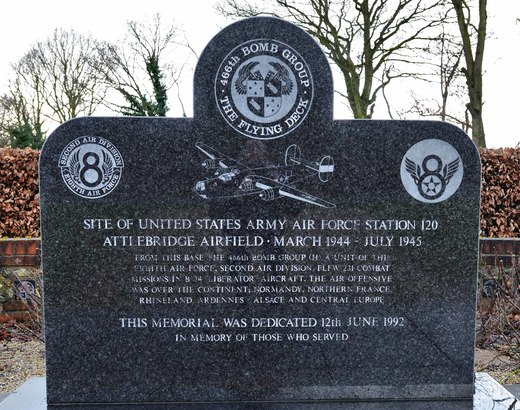 466th BOMB GROUP
THE FLYING DECK
SECOND AIR DIVISION
8
EIGHTH AIR FORCE
SITE OF UNITED STATES ARMY AIR FORCE STATION 120
ATTLEBRIDGE AIRFIELD · MARCH 1944 - JULY 1945
FROM THIS BASE THE 466th BOMB GROUP (H), A UNIT OF THE
EIGHTH AIR FORCE, SECOND AIR DIVISION, FLEW 231 COMBAT
MISSIONS IN B-24 'LIBERATOR' AIRCRAFT. THE AIR OFFENSIVE
WAS OVER THE CONTINENT; NORMANDY, NORTHERN FRANCE,
RHINELAND, ARDENNES - ALSACE AND CENTRAL EUROPE
THIS MEMORIAL WAS DEDICATED 12th JUNE 1992
IN MEMORY OF THOSE WHO SERVED